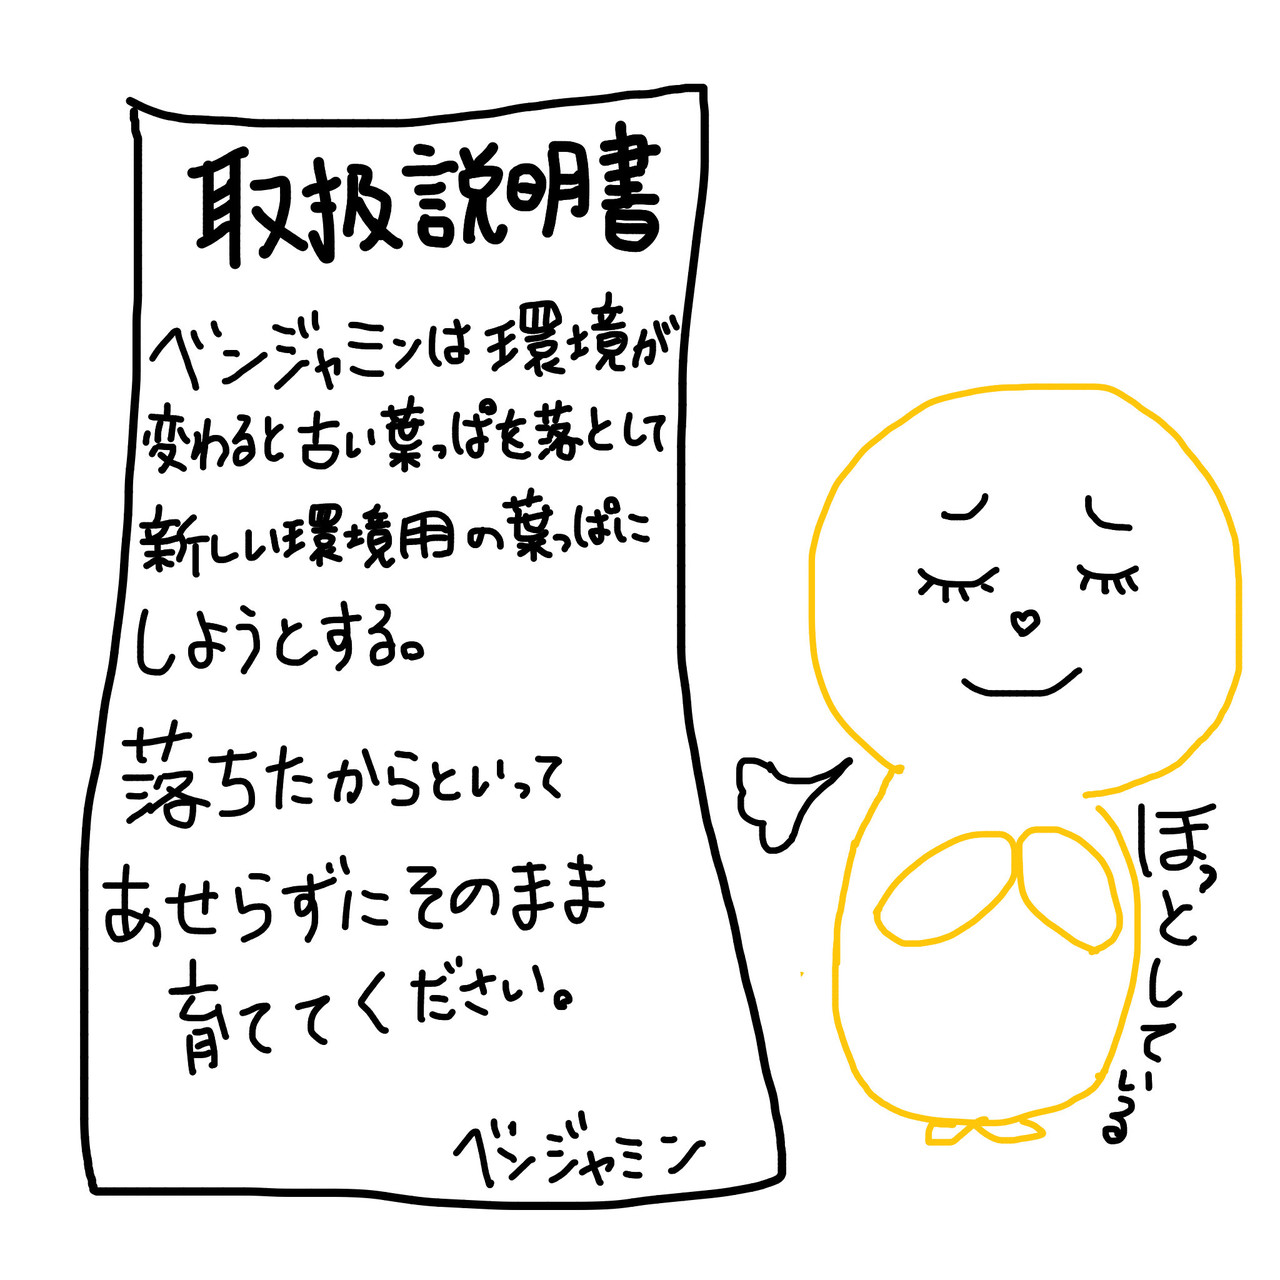 取扱説明書
ベンジャミンは環境が
変わると古い葉っぱを落として
新しい環境用の葉っぱに
しようとする。
落ちたからといって
あせらずにそのまま
育ててください。
ベンジャミン
ほっとしている